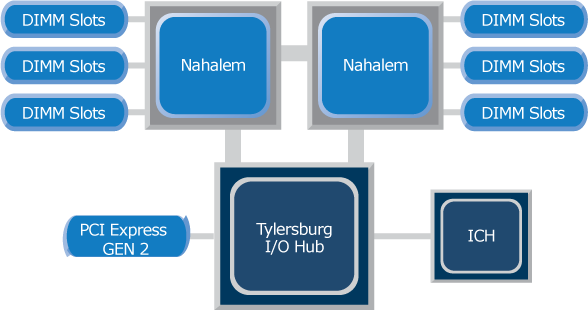 DIMM Slots
DIMM Slots
DIMM Slots
Nahalem
Nahalem
DIMM Slots
DIMM Slots
DIMM Slots
PCI Express
GEN 2
Tylersburg
I/O Hub
ICH